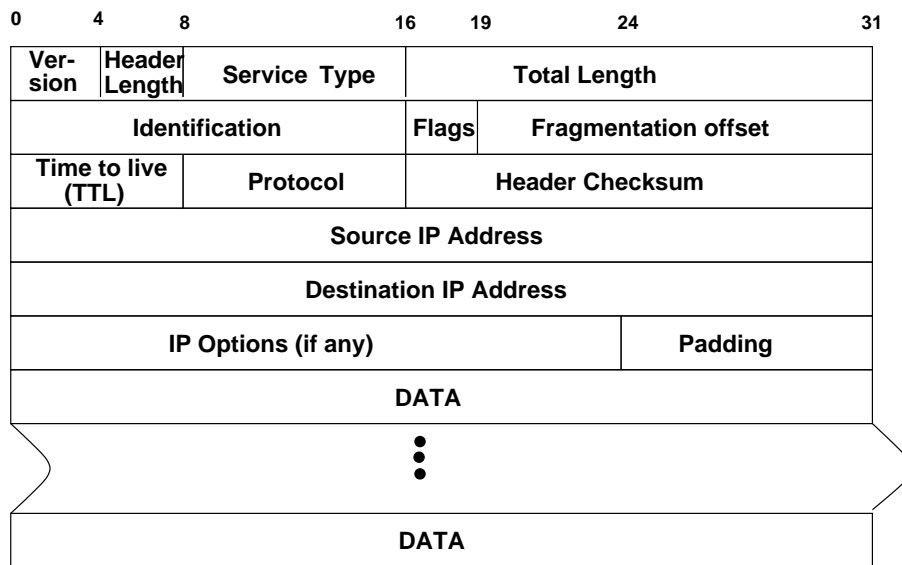 0 4 8 16 19 24 31
Ver-
sion
Header
Length
Service Type
Total Length
Identification
Flags
Fragmentation offset
Time to live
(TTL)
Protocol
Header Checksum
Source IP Address
Destination IP Address
IP Options (if any)
Padding
DATA
DATA